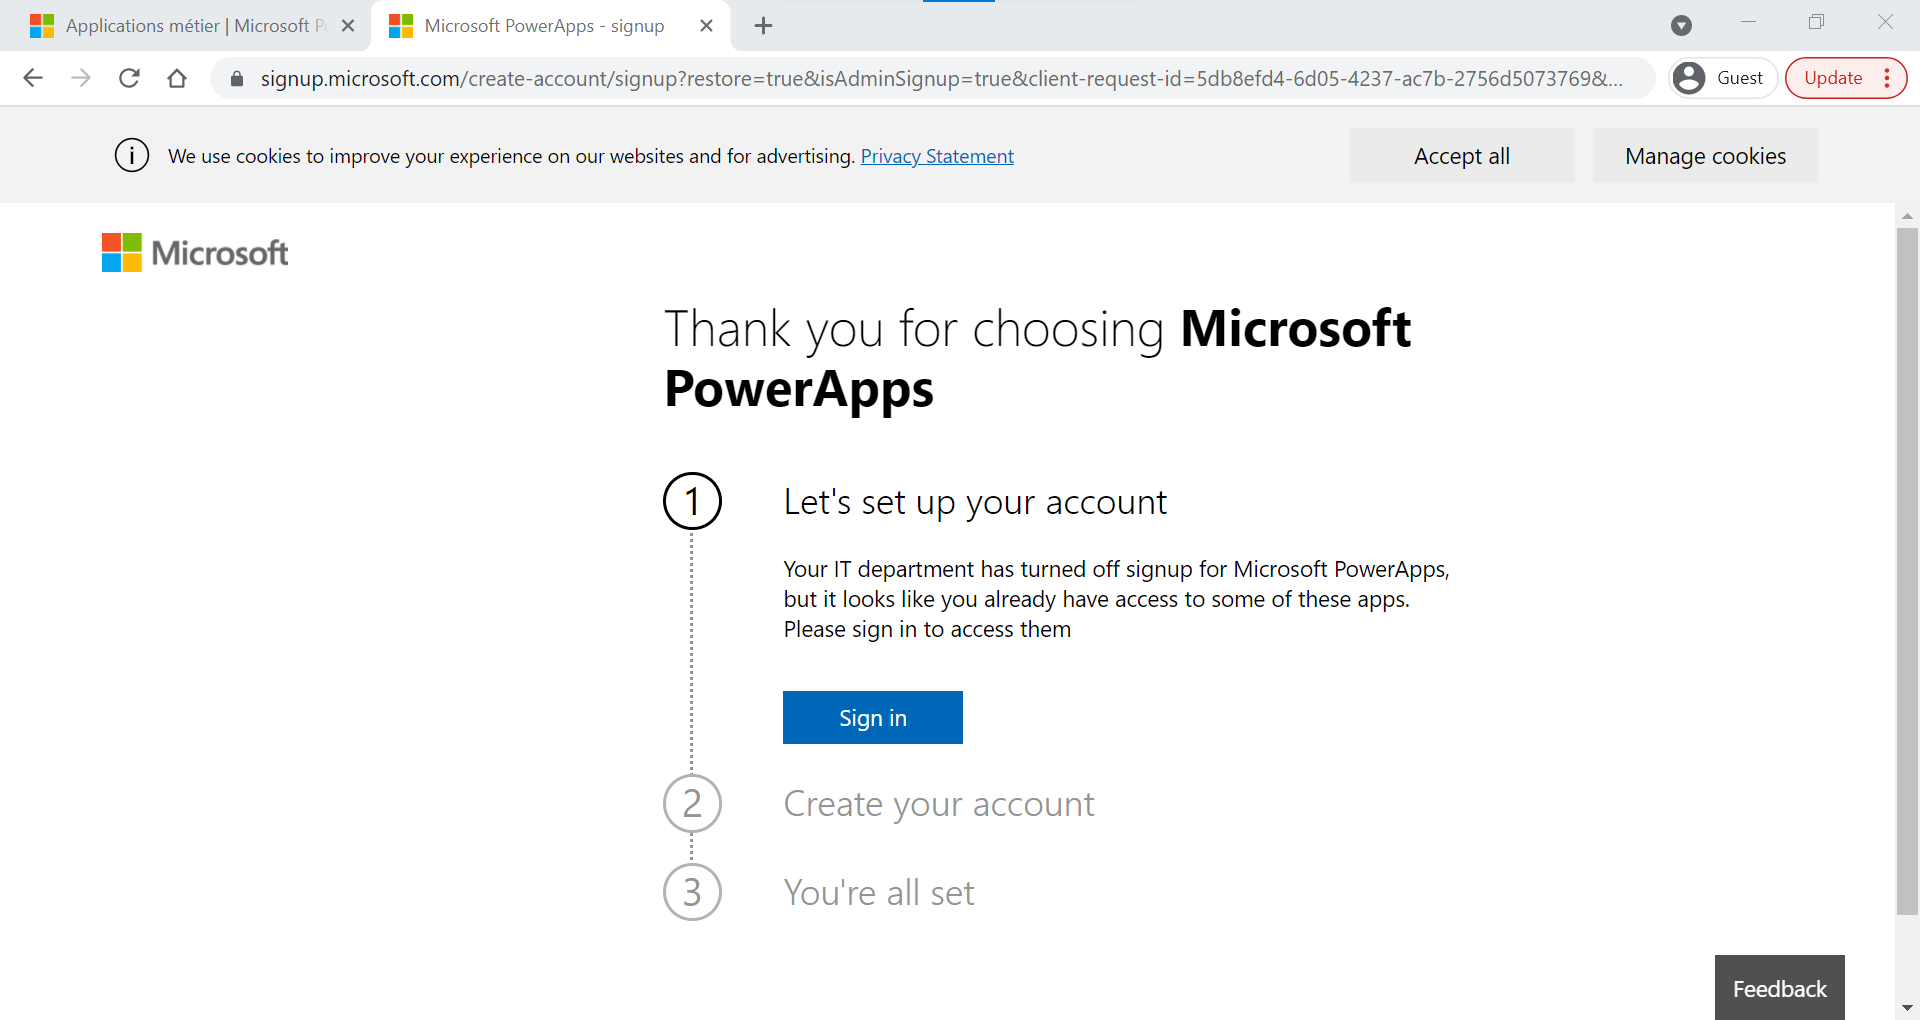 Applications métier | Microsoft P
Microsoft PowerApps - signup
signup.microsoft.com/create-account/signup?restore=true&isAdminSignup=true&client-request-id=5db8efd4-6d05-4237-ac7b-2756d5073769&...
Guest
Update
We use cookies to improve your experience on our websites and for advertising. Privacy Statement
Accept all
Manage cookies
Microsoft
Thank you for choosing Microsoft
PowerApps
1
Let's set up your account
Your IT department has turned off signup for Microsoft PowerApps,
but it looks like you already have access to some of these apps.
Please sign in to access them
Sign in
2
Create your account
3
You're all set
Feedback